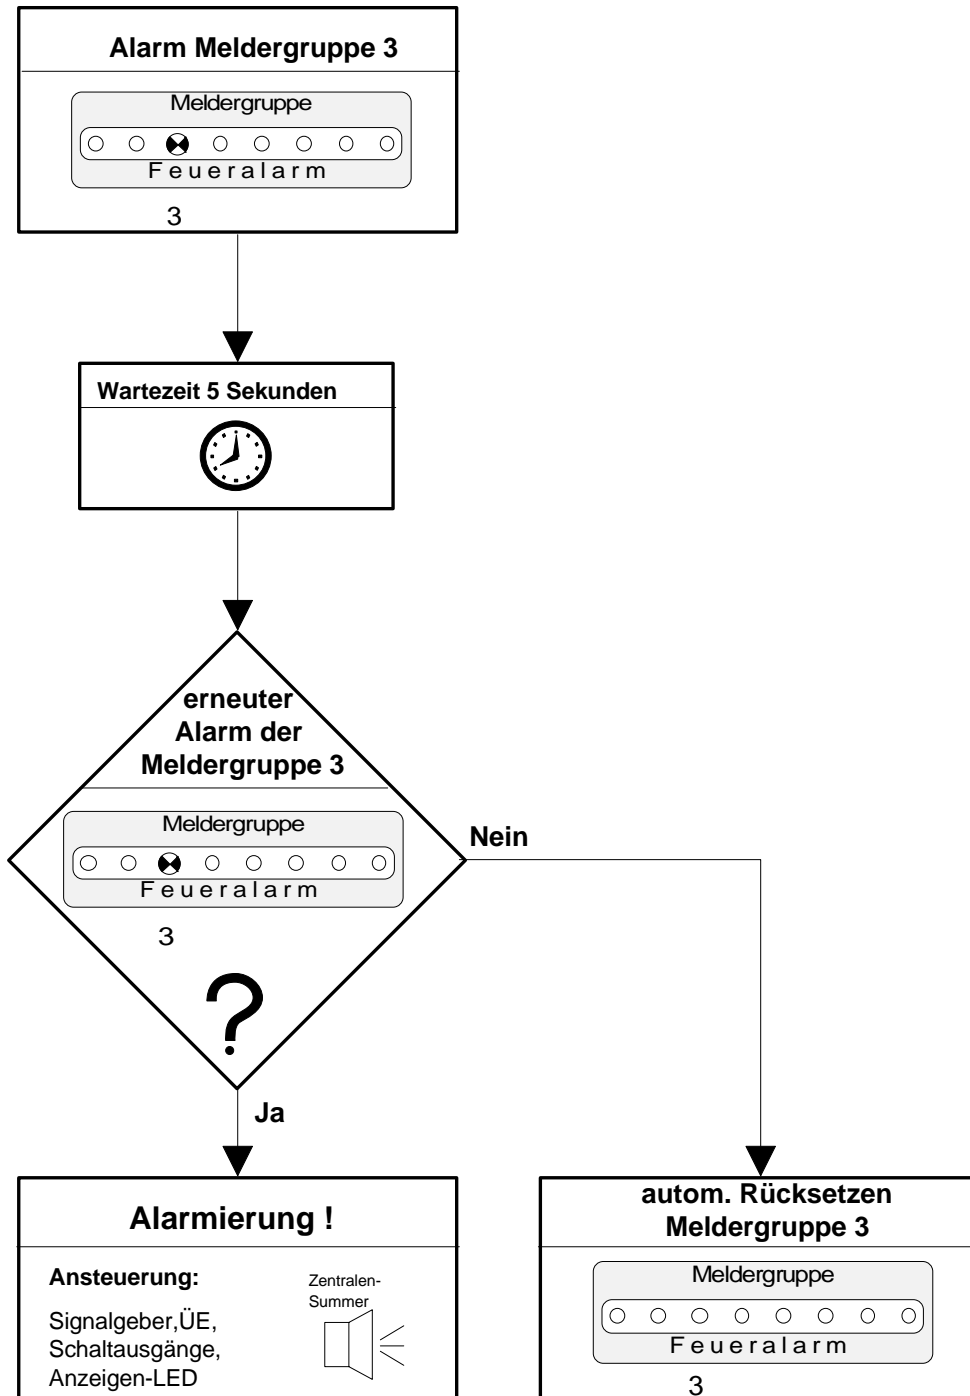 Alarm Meldergruppe 3
Meldergruppe
Feueralarm
3
Wartezeit 5 Sekunden
erneuter
Alarm der
Meldergruppe 3
Meldergruppe
Feueralarm
3
?
Nein
Ja
Alarmierung !
Ansteuerung:
Signalgeber,ÜE,
Schaltausgänge,
Anzeigen-LED
Zentralen-
Summer
autom. Rücksetzen
Meldergruppe 3
Meldergruppe
Feueralarm
3